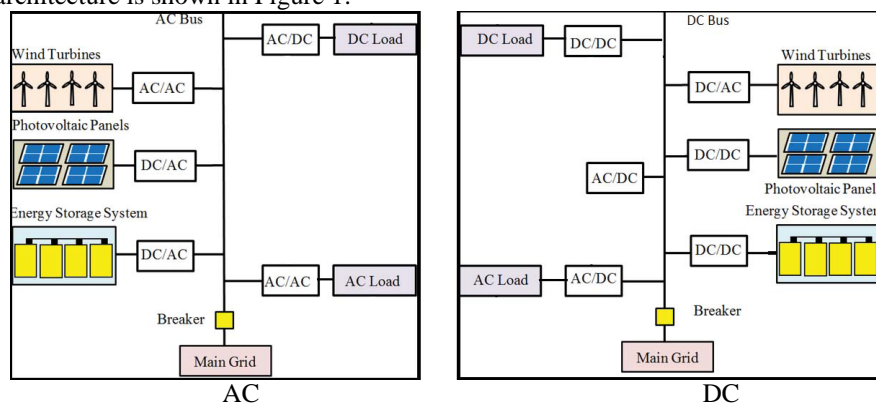 architecture is shown in Figure 1.
AC Bus
AC/DC
DC Load
Wind Turbines
AC/AC
Photovoltaic Panels
DC/AC
Energy Storage System
DC/AC
AC/AC
AC Load
Breaker
Main Grid
AC
DC Bus
DC Load
DC/DC
Wind Turbines
DC/AC
DC/DC
AC/DC
Photovoltaic Panel
Energy Storage System
DC/DC
AC Load
AC/DC
Breaker
Main Grid
DC